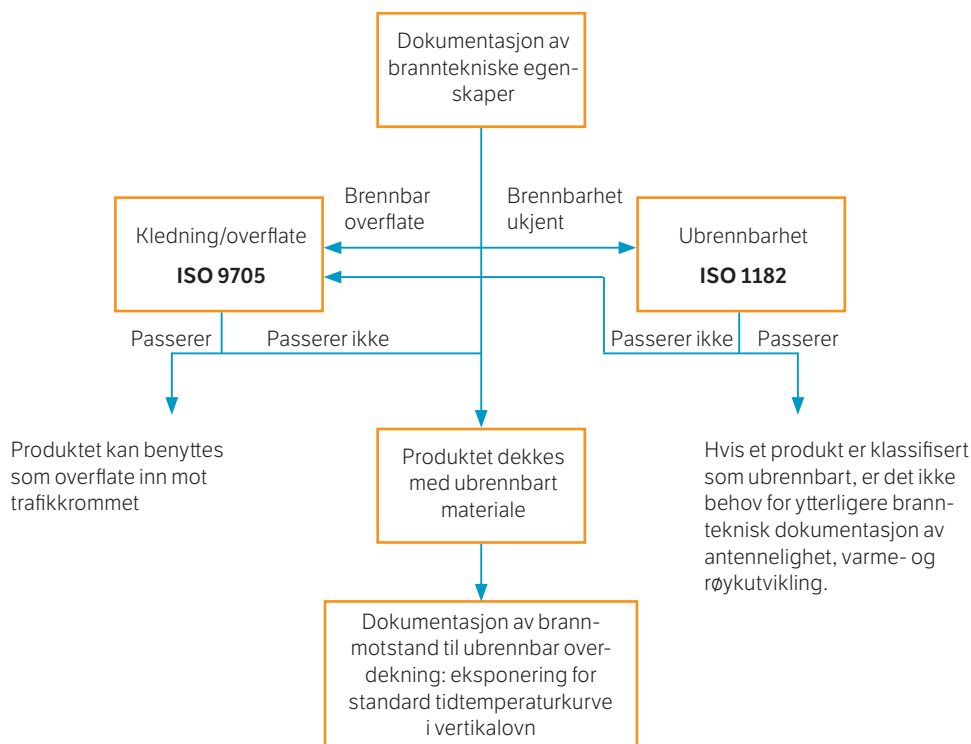 Dokumentasjon av
branntekniske egen-
skaper
Brennbar
overflate
Brennbarhet
ukjent
Kledning/overflate
ISO 9705
Ubrennbarhet
ISO 1182
Passerer
Passerer ikke
Passerer ikke
Passerer
Produktet kan benyttes
som overflate inn mot
trafikkrommet
Produktet dekkes
med ubrennbart
materiale
Hvis et produkt er klassifisert
som ubrennbart, er det ikke
behov for ytterligere brann-
teknisk dokumentasjon av
antennelighet, varme- og
røykutvikling.
Dokumentasjon av brann-
motstand til ubrennbar over-
dekning: eksponering for
standard tidtemperaturkurve
i vertikalovn